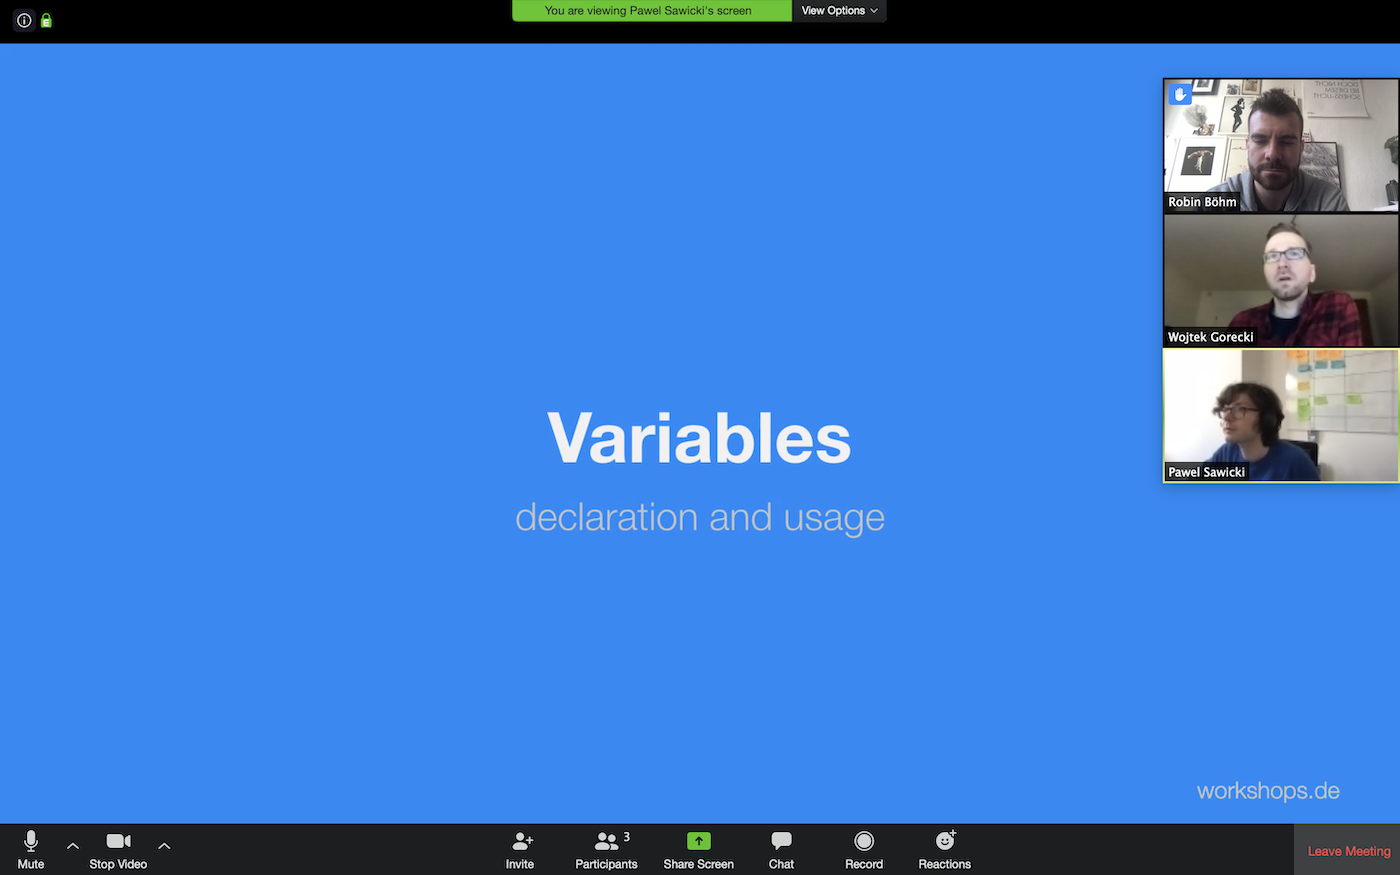 You are viewing Pawel Sawicki's screen
View Options
Robin Böhm
Wojtek Gorecki
Pawel Sawicki
Variables
declaration and usage
workshops.de
Mute
Stop Video
Invite
3
Participants
Share Screen
Chat
Record
Reactions
Leave Meeting